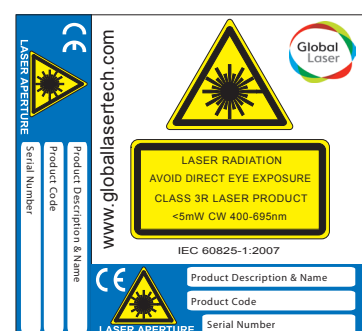 Global
Laser
www.globallasertech.com
LASER RADIATION
AVOID DIRECT EYE EXPOSURE
CLASS 3R LASER PRODUCT
<5mW CW 400-695nm
IEC 60825-1:2007
CE
LASER APERTURE
Product Description & Name
Product Code
Serial Number
CE
LASER APERTURE
Product Description & Name
Product Code
Serial Number